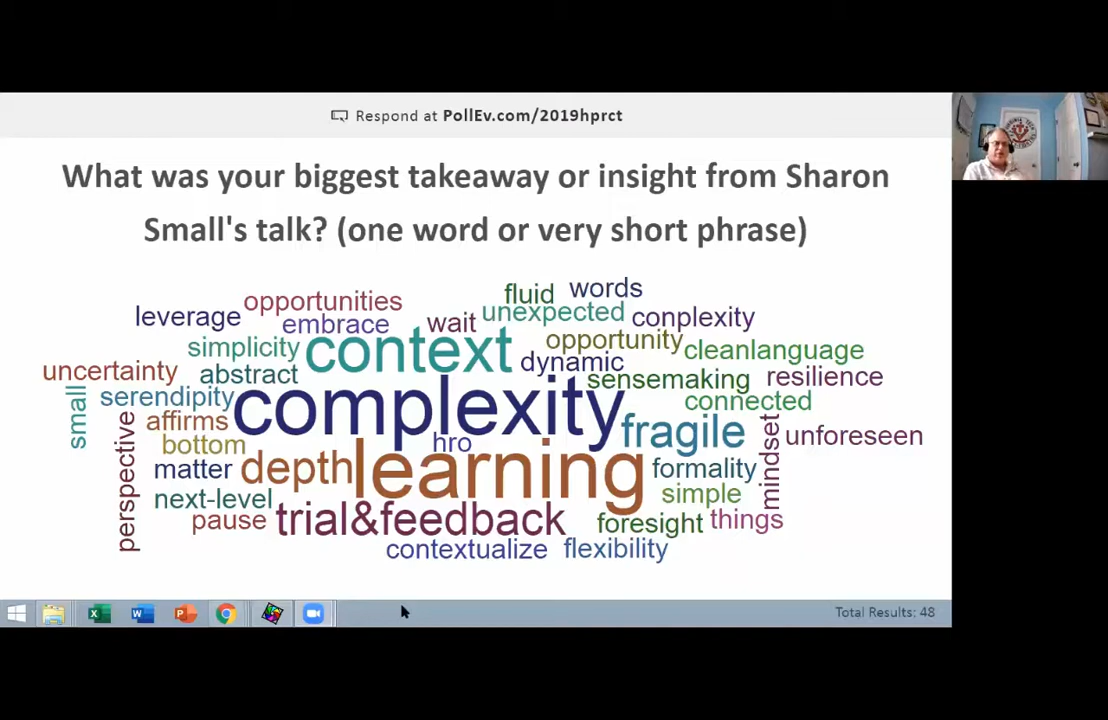 Respond at PollEv.com/2019hprct
What was your biggest takeaway or insight from Sharon
Small's talk? (one word or very short phrase)
fluid words
opportunities
leverage embrace wait unexpected conplexity
simplicity context opportunity cleanlanguage
uncertainty abstract dynamic sensemaking resilience
small serendipity complexity connected
perspective affirms fragile mindset unforeseen
bottom hro
matter depth learning formality
next-level simple
pause trial&feedback foresight things
contextualize flexibility
Total Results: 48